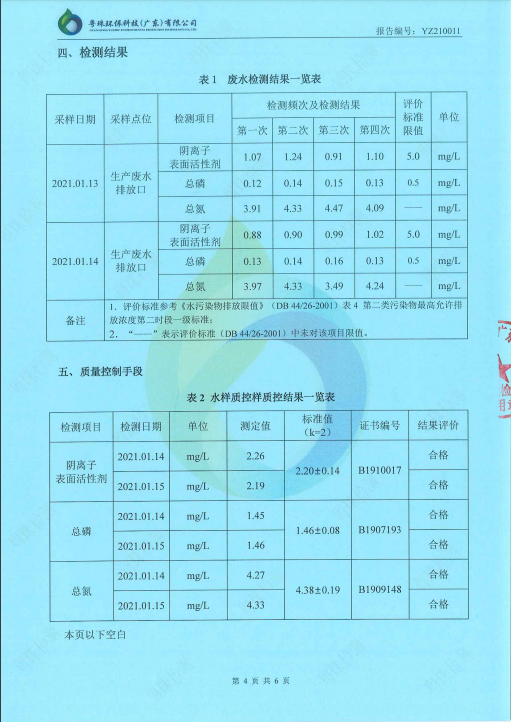 粤珠环保科技(广东)有限公司
报告编号：YZ210011
四、检测结果
表1 废水检测结果一览表
采样日期 采样点位 检测项目 检测频次及检测结果 评价标准限值 单位
第一次 第二次 第三次 第四次
2021.01.13 生产废水排放口 阴离子表面活性剂 1.07 1.24 0.91 1.10 5.0 mg/L
总磷 0.12 0.14 0.15 0.13 0.5 mg/L
总氮 3.91 4.33 4.47 4.09 —— mg/L
2021.01.14 生产废水排放口 阴离子表面活性剂 0.88 0.90 0.99 1.02 5.0 mg/L
总磷 0.13 0.14 0.16 0.13 0.5 mg/L
总氮 3.97 4.33 3.49 4.24 —— mg/L
备注 1．评价标准参考《水污染物排放限值》（DB 44/26-2001）表 4 第二类污染物最高允许排
放浓度第二时段一级标准；
2．“——”表示评价标准（DB 44/26-2001）中未对该项目限值。
五、质量控制手段
表 2 水样质控样质控结果一览表
检测项目 检测日期 单位 测定值 标准值（k=2） 证书编号 结果评价
阴离子表面活性剂 2021.01.14 mg/L 2.26 2.20±0.14 B1910017 合格
2021.01.15 mg/L 2.19 合格
总磷 2021.01.14 mg/L 1.45 1.46±0.08 B1907193 合格
2021.01.15 mg/L 1.46 合格
总氮 2021.01.14 mg/L 4.27 4.38±0.19 B1909148 合格
2021.01.15 mg/L 4.33 合格
本页以下空白
第 4 页 共 6 页